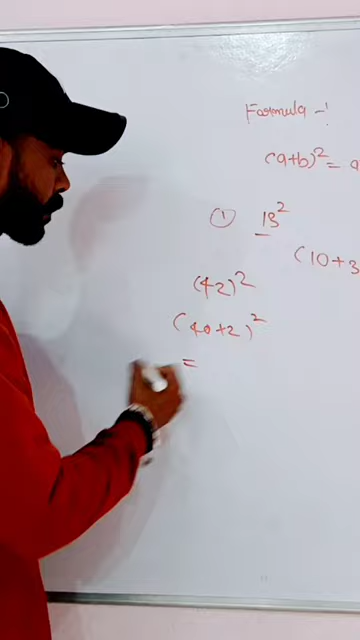 Formula -!
(a+b)² = a
① 13²
(10+3
(42)²
(40+2)²
=